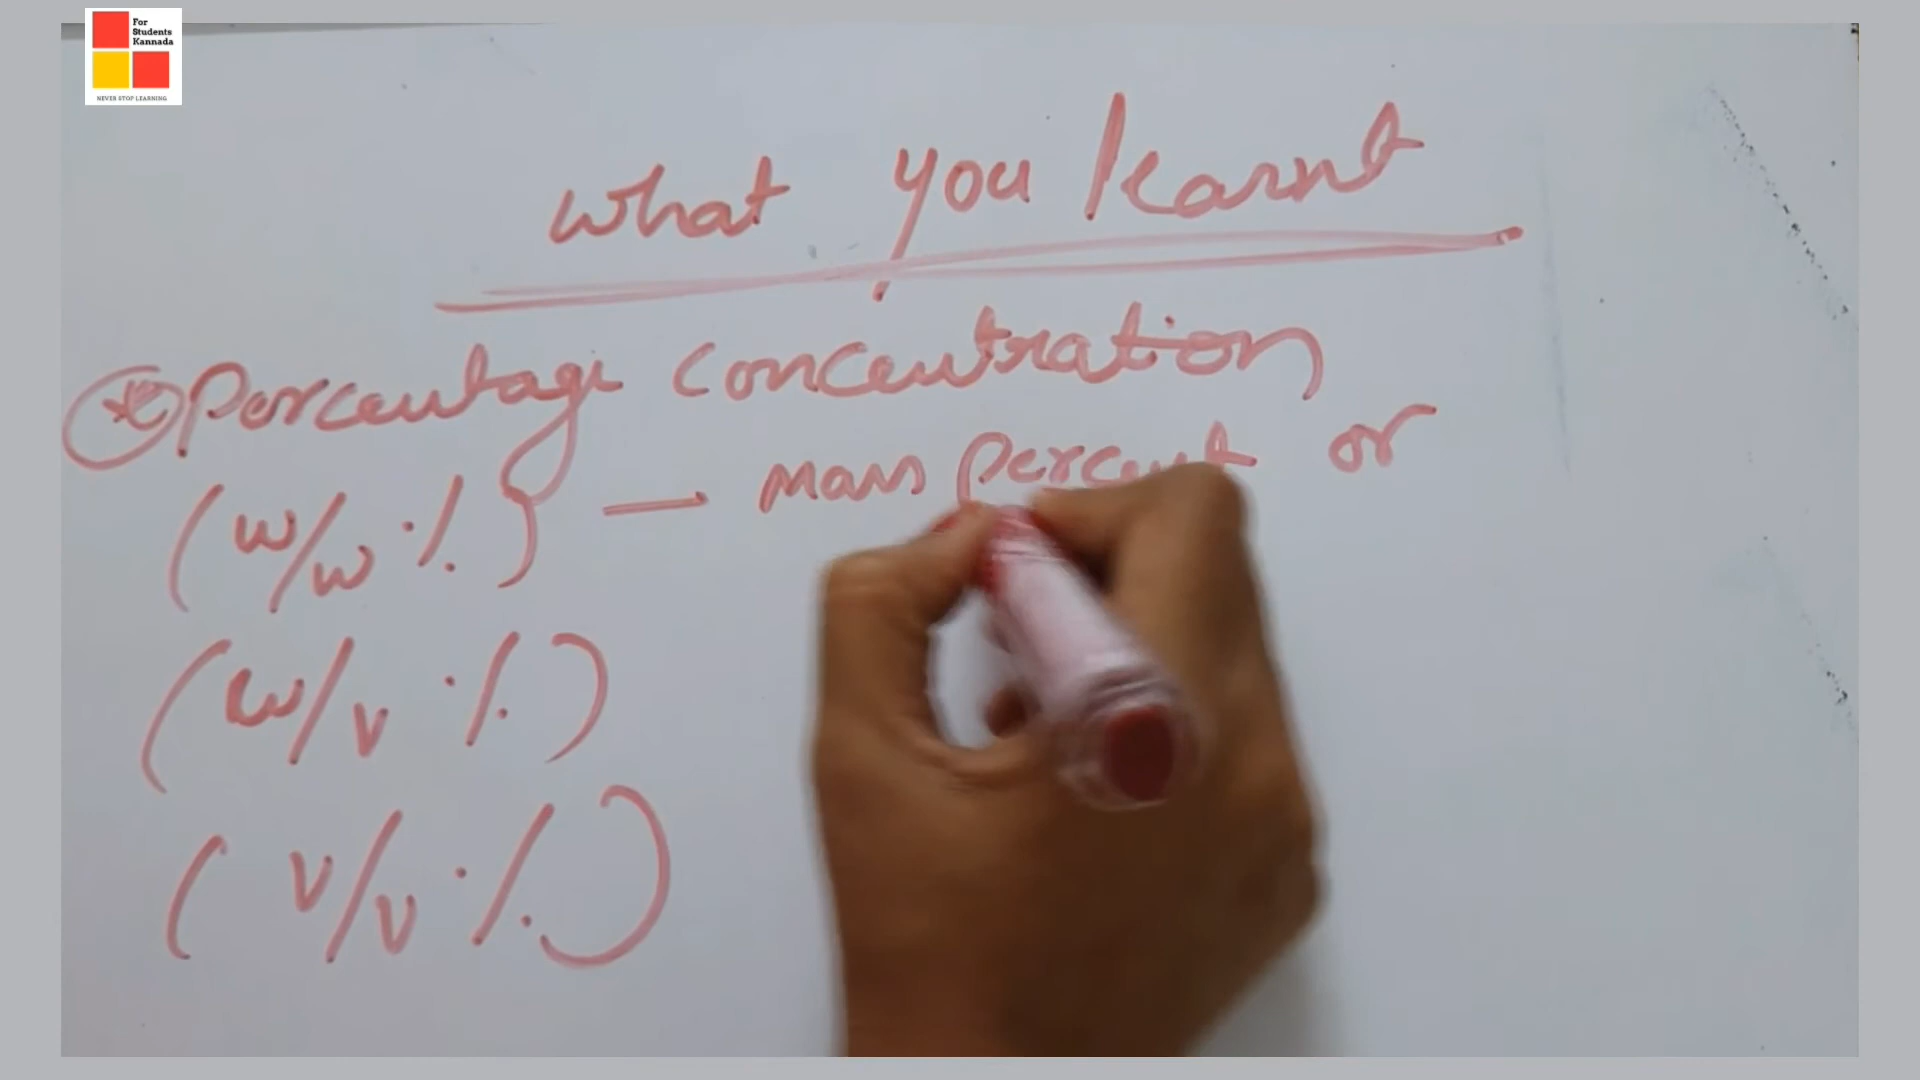 For
Students
Kannada
NEVER STOP LEARNING
what you learnt
* Percentage concentration
(w/w %) — Mass percent or
(w/v %)
(v/v %)